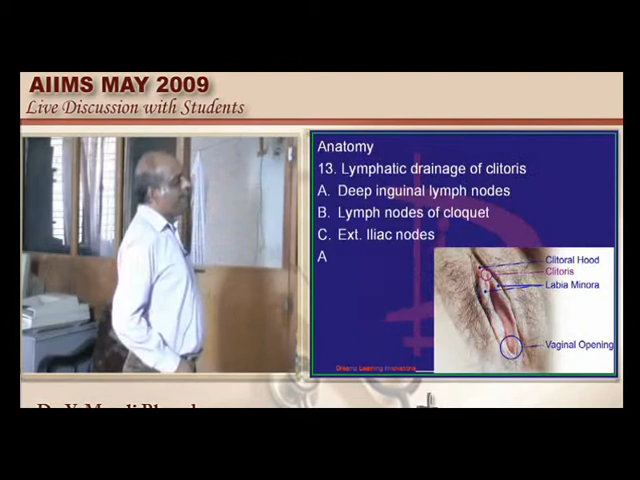 AIIMS MAY 2009
Live Discussion with Students
Anatomy
13. Lymphatic drainage of clitoris
A. Deep inguinal lymph nodes
B. Lymph nodes of cloquet
C. Ext. Iliac nodes
A
Clitoral Hood
Clitoris
Labia Minora
Vaginal Opening